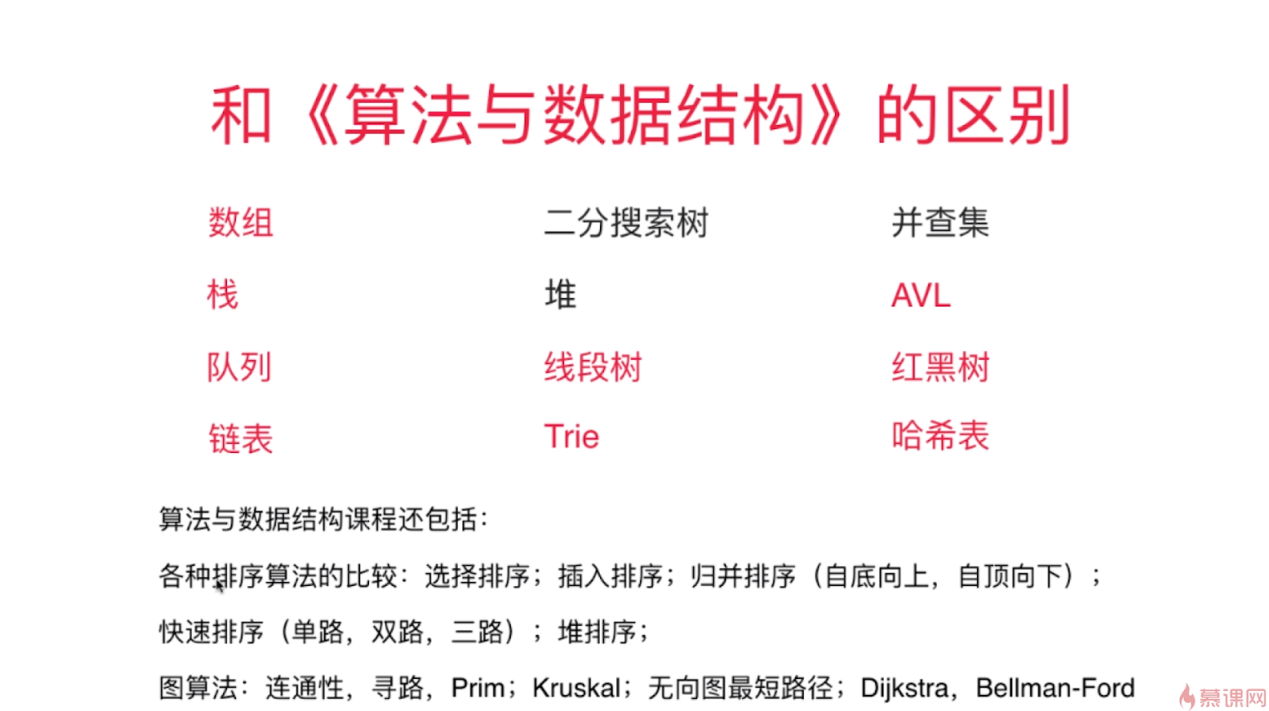 和《算法与数据结构》的区别
数组 二分搜索树 并查集
栈 堆 AVL
队列 线段树 红黑树
链表 Trie 哈希表
算法与数据结构课程还包括：
各种排序算法的比较：选择排序；插入排序；归并排序（自底向上，自顶向下）；
快速排序（单路，双路，三路）；堆排序；
图算法：连通性，寻路，Prim；Kruskal；无向图最短路径；Dijkstra，Bellman-Ford
慕课网